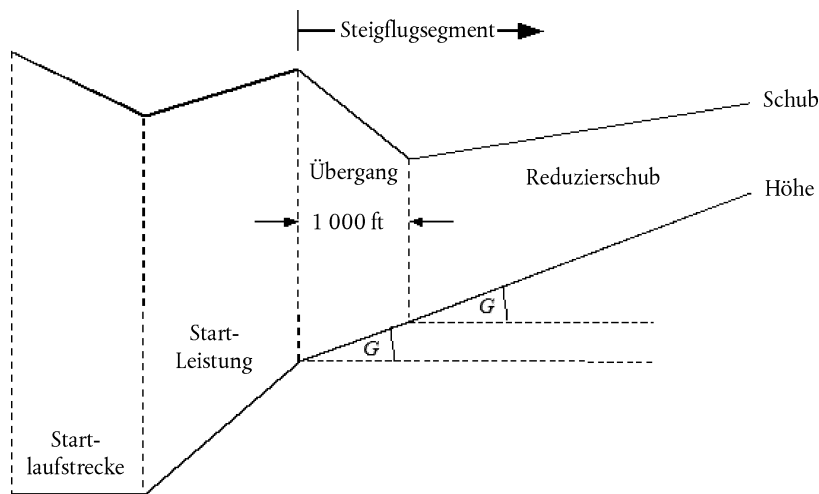 Steigflugsegment
Schub
Übergang
Reduzierschub
Höhe
1 000 ft
G
Start-
Leistung
G
Start-
laufstrecke